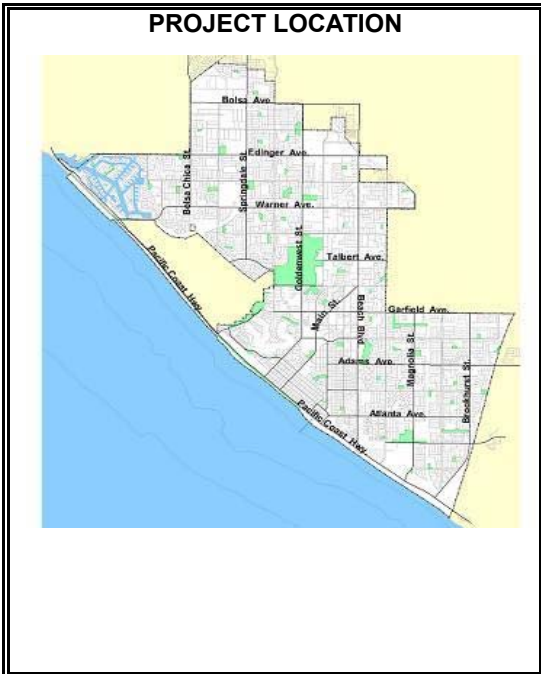 PROJECT LOCATION
Bolsa Ave.
Edinger Ave.
Bolsa Chica St.
Springdale St.
Warner Ave.
Goldenwest St.
Talbert Ave.
Pacific Coast Hwy.
Main St.
Beach Blvd
Garfield Ave.
Magnolia St.
Adams Ave.
Brookhurst St.
Pacific Coast Hwy.
Atlanta Ave.